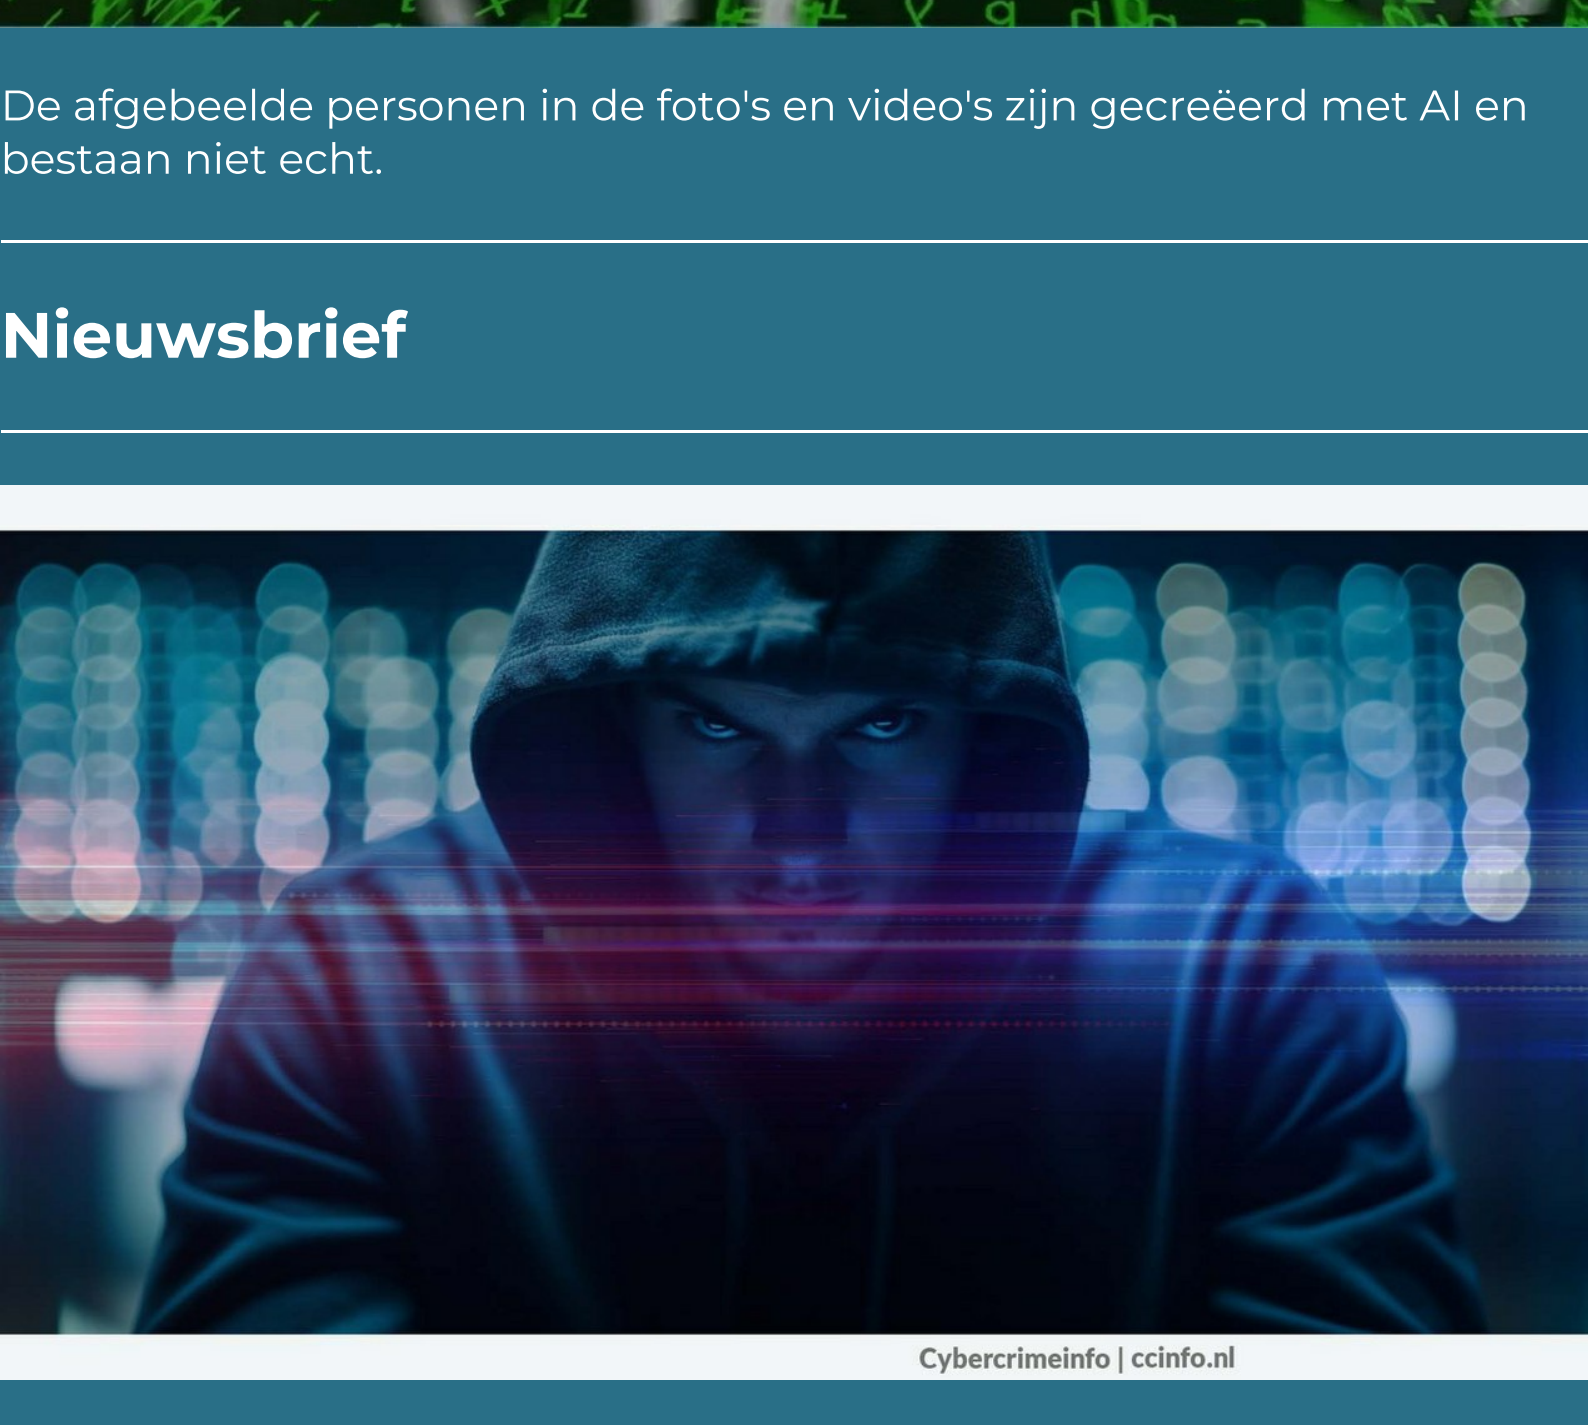 De afgebeelde personen in de foto's en video's zijn gecreëerd met AI en
bestaan niet echt.
Nieuwsbrief
Cybercrimeinfo | ccinfo.nl